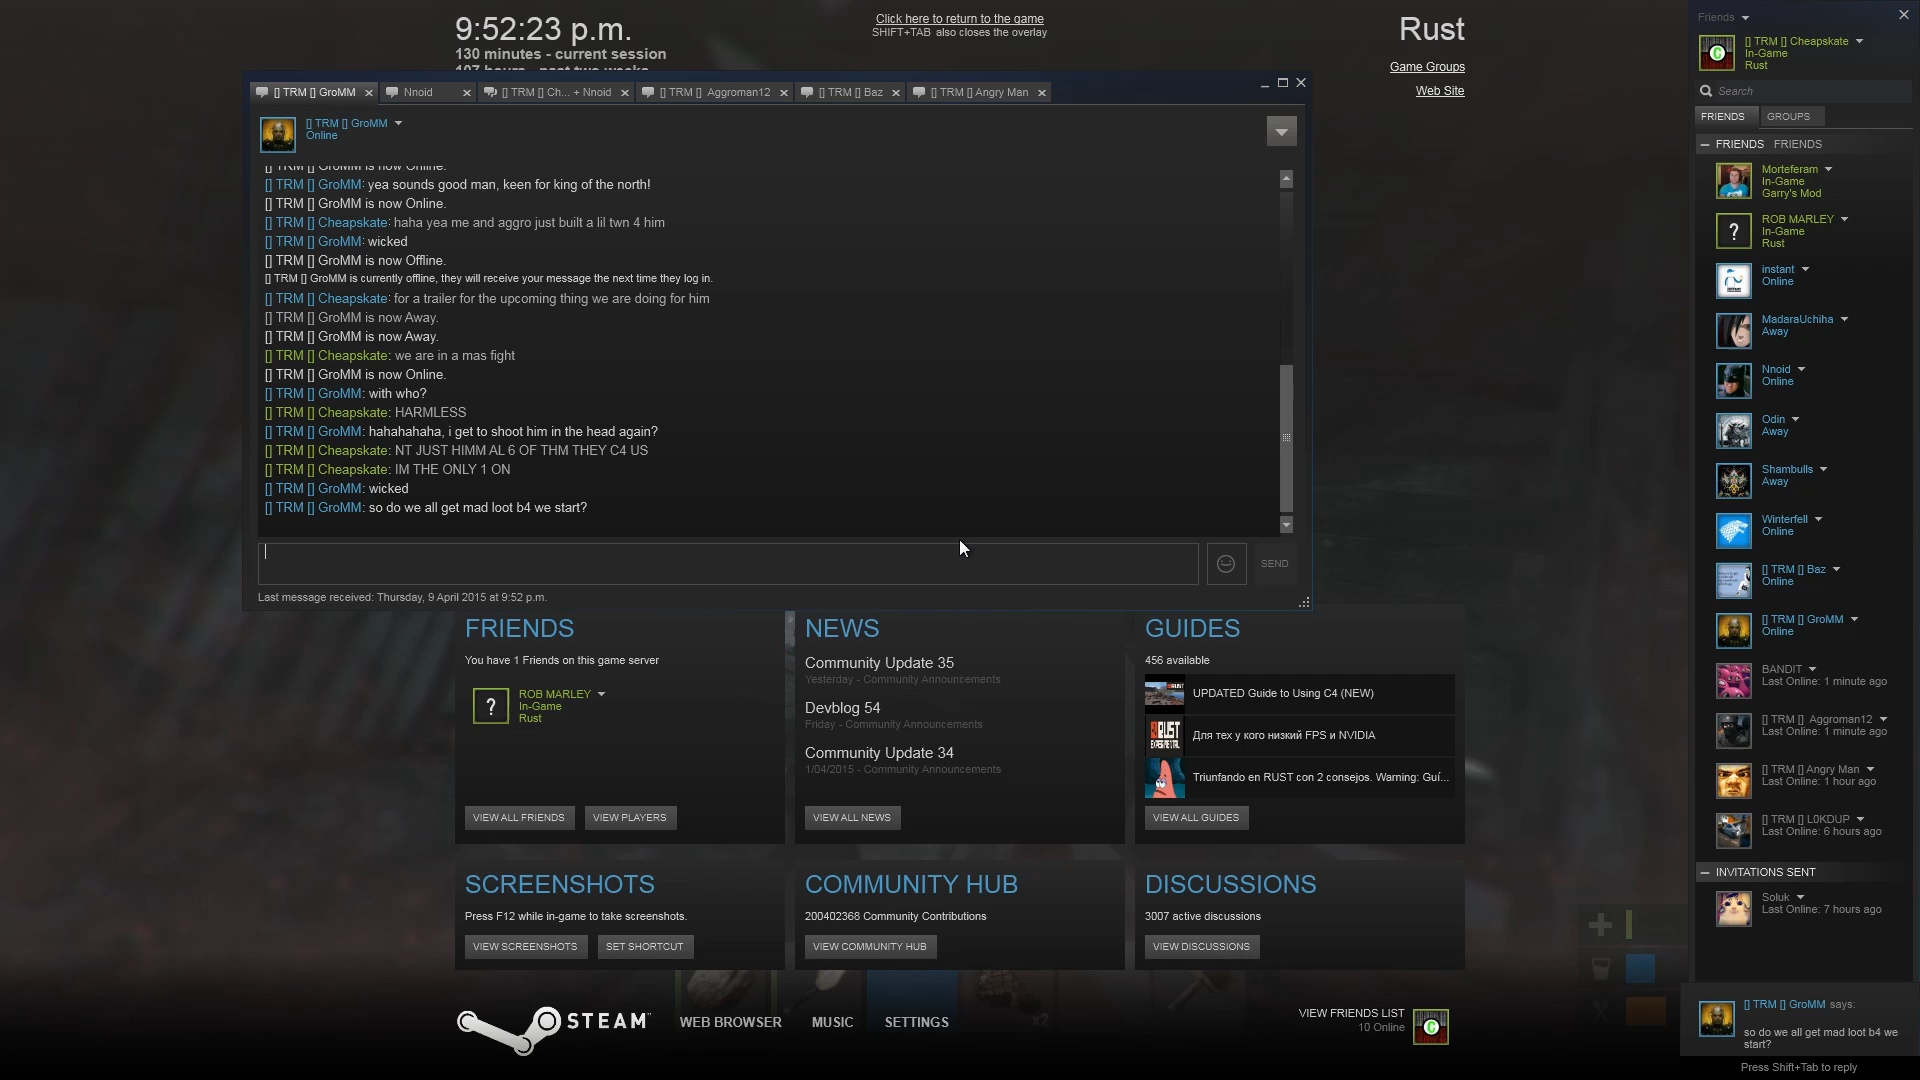 9:52:23 p.m.
130 minutes - current session
107 hours - past two weeks
Click here to return to the game
SHIFT+TAB also closes the overlay
Rust
Game Groups
Web Site
[] TRM [] GroMM
Nnoid
[] TRM [] Ch... + Nnoid
[] TRM [] Aggroman12
[] TRM [] Baz
[] TRM [] Angry Man
[] TRM [] GroMM
Online
[] TRM [] GroMM is now Online.
[] TRM [] GroMM: yea sounds good man, keen for king of the north!
[] TRM [] GroMM is now Online.
[] TRM [] Cheapskate: haha yea me and aggro just built a lil twn 4 him
[] TRM [] GroMM: wicked
[] TRM [] GroMM is now Offline.
[] TRM [] GroMM is currently offline, they will receive your message the next time they log in.
[] TRM [] Cheapskate: for a trailer for the upcoming thing we are doing for him
[] TRM [] GroMM is now Away.
[] TRM [] GroMM is now Away.
[] TRM [] Cheapskate: we are in a mas fight
[] TRM [] GroMM is now Online.
[] TRM [] GroMM: with who?
[] TRM [] Cheapskate: HARMLESS
[] TRM [] GroMM: hahahahaha, i get to shoot him in the head again?
[] TRM [] Cheapskate: NT JUST HIMM AL 6 OF THM THEY C4 US
[] TRM [] Cheapskate: IM THE ONLY 1 ON
[] TRM [] GroMM: wicked
[] TRM [] GroMM: so do we all get mad loot b4 we start?
SEND
Last message received: Thursday, 9 April 2015 at 9:52 p.m.
FRIENDS
You have 1 Friends on this game server
?
ROB MARLEY
In-Game
Rust
VIEW ALL FRIENDS
VIEW PLAYERS
NEWS
Community Update 35
Yesterday - Community Announcements
Devblog 54
Friday - Community Announcements
Community Update 34
1/04/2015 - Community Announcements
VIEW ALL NEWS
GUIDES
456 available
UPDATED Guide to Using C4 (NEW)
RUST
EXPERIMENTAL
Для тех у кого низкий FPS и NVIDIA
Triunfando en RUST con 2 consejos. Warning: Guí...
VIEW ALL GUIDES
SCREENSHOTS
Press F12 while in-game to take screenshots.
VIEW SCREENSHOTS
SET SHORTCUT
COMMUNITY HUB
200402368 Community Contributions
VIEW COMMUNITY HUB
DISCUSSIONS
3007 active discussions
VIEW DISCUSSIONS
x2
STEAM
WEB BROWSER
MUSIC
SETTINGS
VIEW FRIENDS LIST
10 Online
C
Friends
C
[] TRM [] Cheapskate
In-Game
Rust
Search
FRIENDS
GROUPS
FRIENDS FRIENDS
Morteferam
In-Game
Garry's Mod
?
ROB MARLEY
In-Game
Rust
instant
Online
MadaraUchiha
Away
Nnoid
Online
Odin
Away
Shambulls
Away
Winterfell
Online
[] TRM [] Baz
Online
[] TRM [] GroMM
Online
BANDIT
Last Online: 1 minute ago
[] TRM [] Aggroman12
Last Online: 1 minute ago
[] TRM [] Angry Man
Last Online: 1 hour ago
[] TRM [] L0KDUP
Last Online: 6 hours ago
INVITATIONS SENT
Soluk
Last Online: 7 hours ago
[] TRM [] GroMM says:
so do we all get mad loot b4 we
start?
Press Shift+Tab to reply